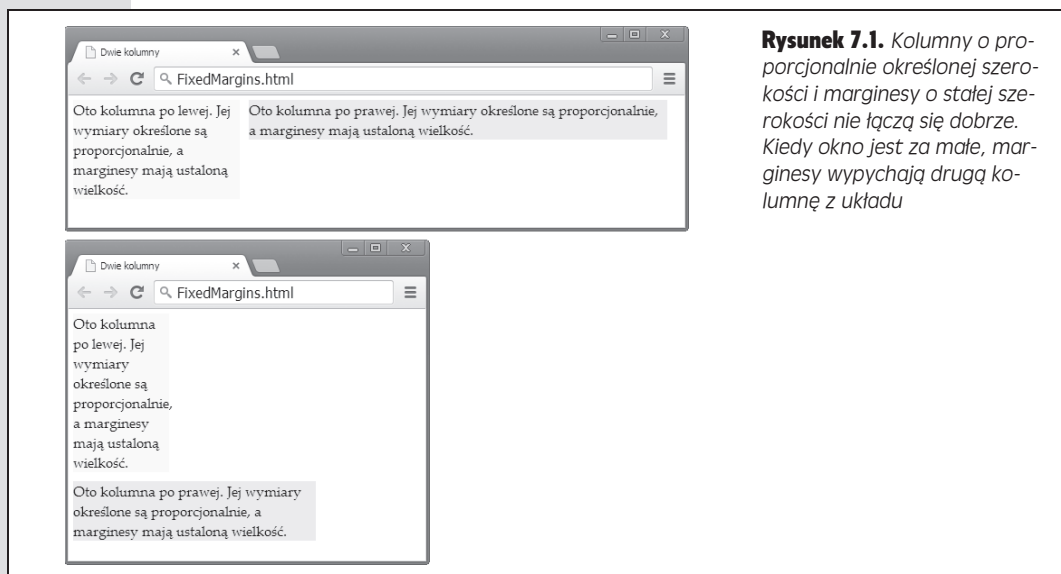 Dwie kolumny
FixedMargins.html
Oto kolumna po lewej. Jej
wymiary określone są
proporcjonalnie, a
marginesy mają ustaloną
wielkość.
Oto kolumna po prawej. Jej wymiary określone są proporcjonalnie,
a marginesy mają ustaloną wielkość.
Rysunek 7.1. Kolumny o pro-
porcjonalnie określonej szero-
kości i marginesy o stałej sze-
rokości nie łączą się dobrze.
Kiedy okno jest za małe, mar-
ginesy wypychają drugą ko-
lumnę z układu
Dwie kolumny
FixedMargins.html
Oto kolumna
po lewej. Jej
wymiary
określone są
proporcjonalnie,
a marginesy
mają ustaloną
wielkość.
Oto kolumna po prawej. Jej wymiary
określone są proporcjonalnie, a
marginesy mają ustaloną wielkość.